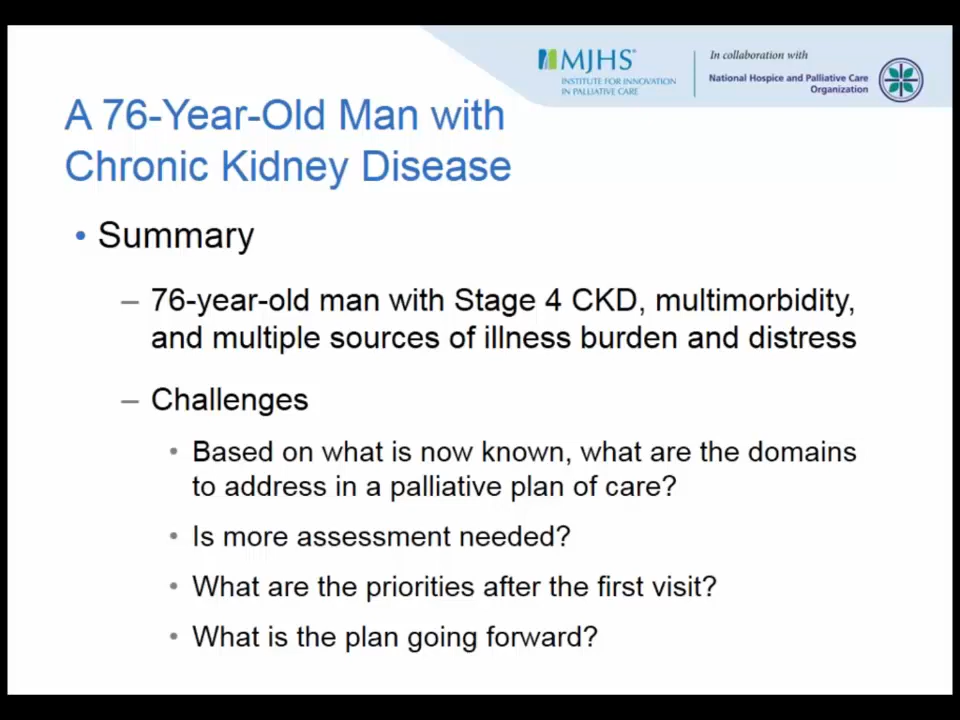 MJHS®
INSTITUTE FOR INNOVATION
IN PALLIATIVE CARE
In collaboration with
National Hospice and Palliative Care
Organization
A 76-Year-Old Man with
Chronic Kidney Disease
• Summary
– 76-year-old man with Stage 4 CKD, multimorbidity,
and multiple sources of illness burden and distress
– Challenges
• Based on what is now known, what are the domains
to address in a palliative plan of care?
• Is more assessment needed?
• What are the priorities after the first visit?
• What is the plan going forward?